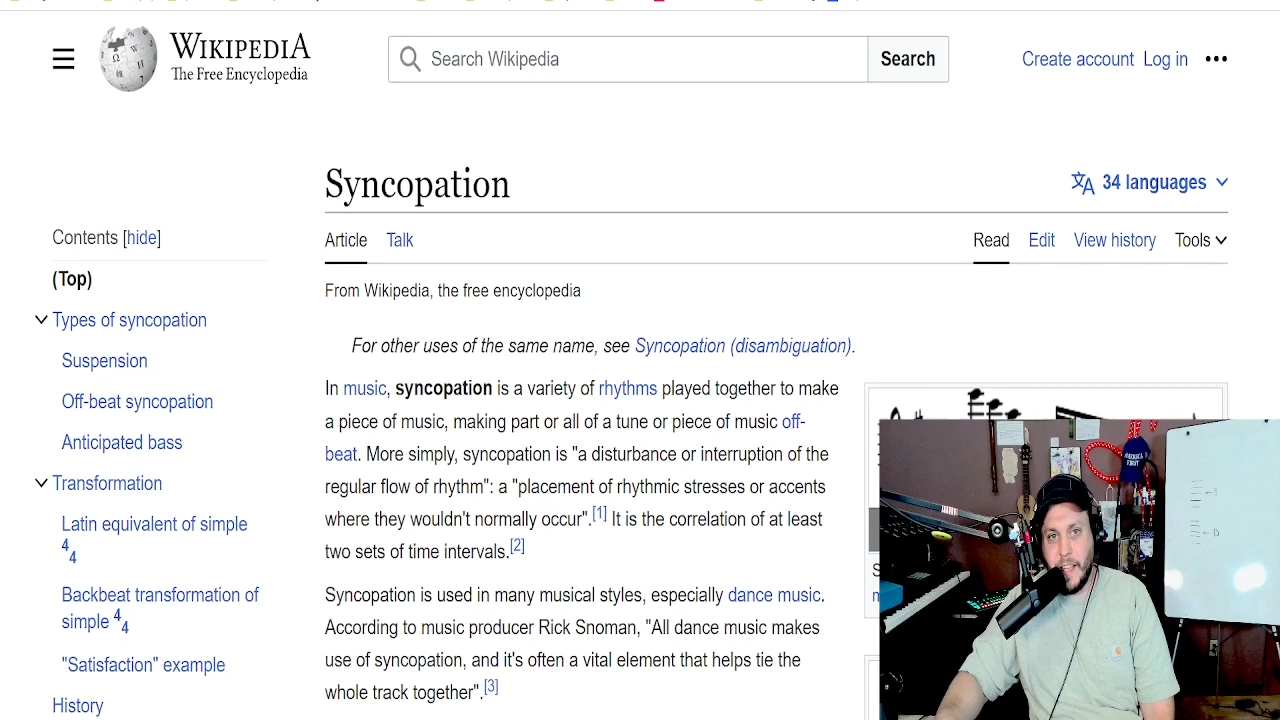 WIKIPEDIA
The Free Encyclopedia
Search Wikipedia
Search
Create account Log in
Syncopation
34 languages
Contents [hide]
Article Talk
Read Edit View history Tools
(Top)
From Wikipedia, the free encyclopedia
Types of syncopation
Suspension
Off-beat syncopation
Anticipated bass
Transformation
Latin equivalent of simple
4
4
Backbeat transformation of
simple 4
4
"Satisfaction" example
History
For other uses of the same name, see Syncopation (disambiguation).
In music, syncopation is a variety of rhythms played together to make
a piece of music, making part or all of a tune or piece of music off-
beat. More simply, syncopation is "a disturbance or interruption of the
regular flow of rhythm": a "placement of rhythmic stresses or accents
where they wouldn't normally occur".[1] It is the correlation of at least
two sets of time intervals.[2]
Syncopation is used in many musical styles, especially dance music.
According to music producer Rick Snoman, "All dance music makes
use of syncopation, and it's often a vital element that helps tie the
whole track together".[3]
AMERICA
FIRST